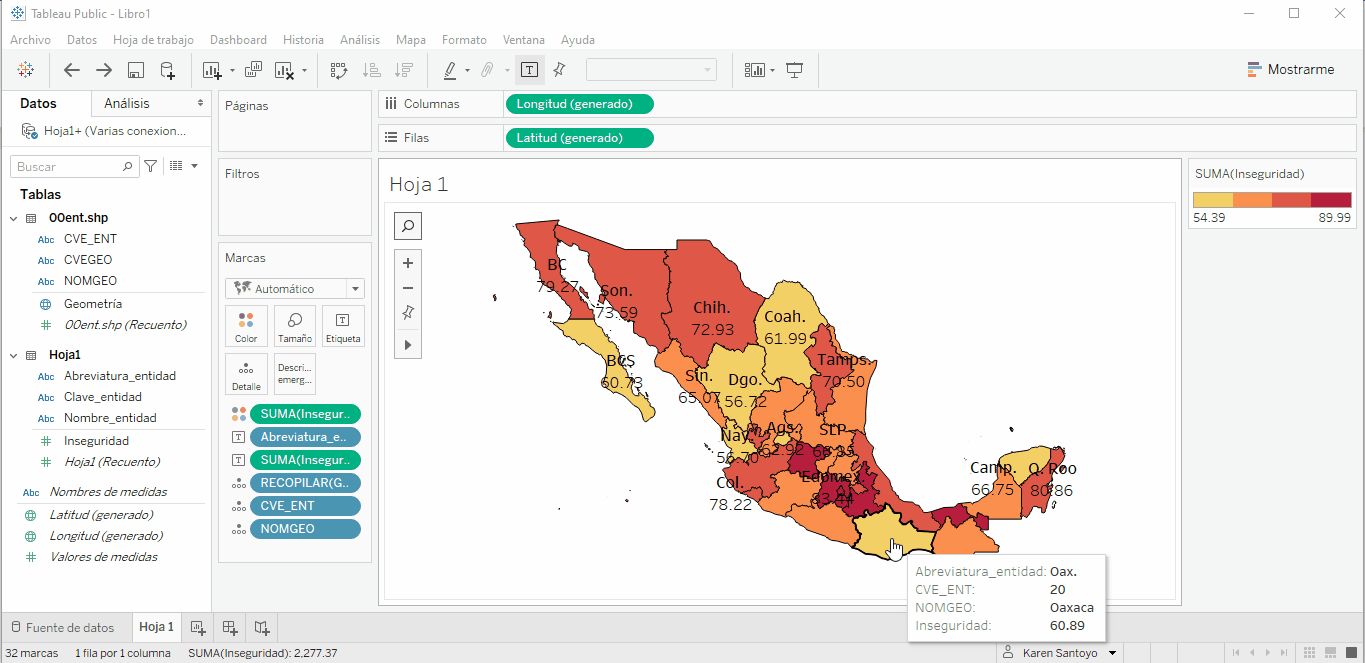 Tableau Public - Libro1
Archivo Datos Hoja de trabajo Dashboard Historia Análisis Mapa Formato Ventana Ayuda
Mostrarme
Datos Análisis
Hoja1+ (Varias conexion...
Buscar
Tablas
00ent.shp
Abc CVE_ENT
Abc CVEGEO
Abc NOMGEO
Geometría
00ent.shp (Recuento)
Hoja1
Abc Abreviatura_entidad
Abc Clave_entidad
Abc Nombre_entidad
Inseguridad
Hoja1 (Recuento)
Abc Nombres de medidas
Latitud (generado)
Longitud (generado)
Valores de medidas
Páginas
Filtros
Marcas
Automático
Color Tamaño Etiqueta
Detalle
Descri...
emerg...
SUMA(Insegur..
Abreviatura_e..
SUMA(Insegur..
RECOPILAR(G..
CVE_ENT
NOMGEO
Columnas Longitud (generado)
Filas Latitud (generado)
Hoja 1
BC
79.27
Son.
73.59
Chih.
72.93
Coah.
61.99
BCS
60.73
Sin.
65.07
Dgo.
56.72
Tamps.
70.50
Nay.
56.70
Ags.
62.92
SLP
Col.
78.22
Edomex.
83.44
Camp.
66.75
Q. Roo
80.86
Abreviatura_entidad: Oax.
CVE_ENT: 20
NOMGEO: Oaxaca
Inseguridad: 60.89
SUMA(Inseguridad)
54.39 89.99
Fuente de datos Hoja 1
32 marcas 1 fila por 1 columna SUMA(Inseguridad): 2,277.37
Karen Santoyo